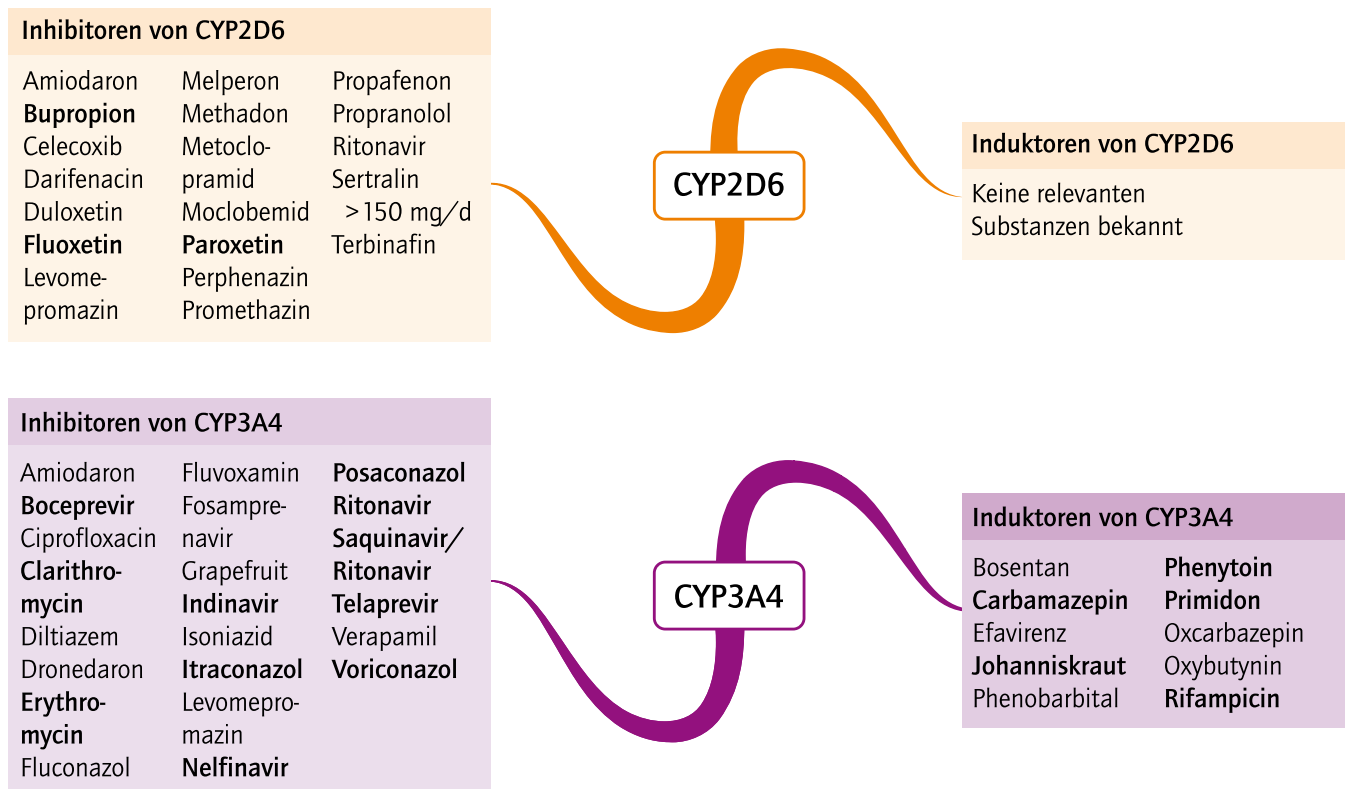 Inhibitoren von CYP2D6
Amiodaron
Bupropion
Celecoxib
Darifenacin
Duloxetin
Fluoxetin
Levome-
promazin
Melperon
Methadon
Metoclo-
pramid
Moclobemid
Paroxetin
Perphenazin
Promethazin
Propafenon
Propranolol
Ritonavir
Sertralin
>150 mg/d
Terbinafin
CYP2D6
Induktoren von CYP2D6
Keine relevanten
Substanzen bekannt
Inhibitoren von CYP3A4
Amiodaron
Boceprevir
Ciprofloxacin
Clarithro-
mycin
Diltiazem
Dronedaron
Erythro-
mycin
Fluconazol
Fluvoxamin
Fosampre-
navir
Grapefruit
Indinavir
Isoniazid
Itraconazol
Levomepro-
mazin
Nelfinavir
Posaconazol
Ritonavir
Saquinavir/
Ritonavir
Telaprevir
Verapamil
Voriconazol
CYP3A4
Induktoren von CYP3A4
Bosentan
Carbamazepin
Efavirenz
Johanniskraut
Phenobarbital
Phenytoin
Primidon
Oxcarbazepin
Oxybutynin
Rifampicin